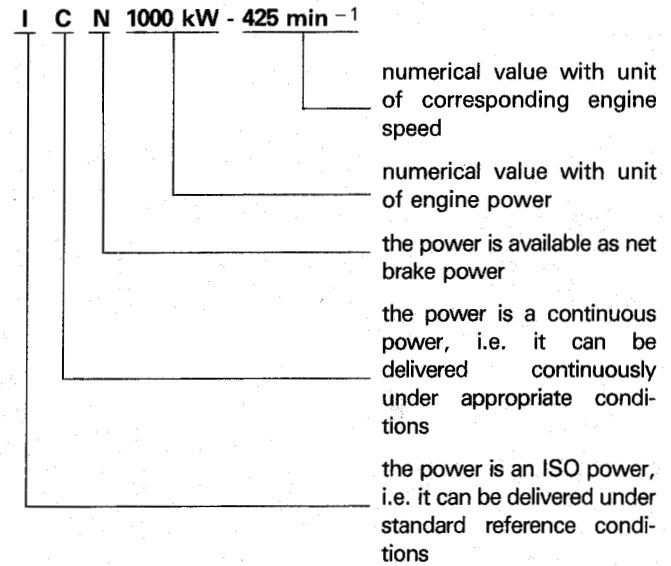 I C N 1000 kW - 425 min −1
numerical value with unit
of corresponding engine
speed
numerical value with unit
of engine power
the power is available as net
brake power
the power is a continuous
power, i.e. it can be
delivered continuously
under appropriate condi-
tions
the power is an ISO power,
i.e. it can be delivered under
standard reference condi-
tions